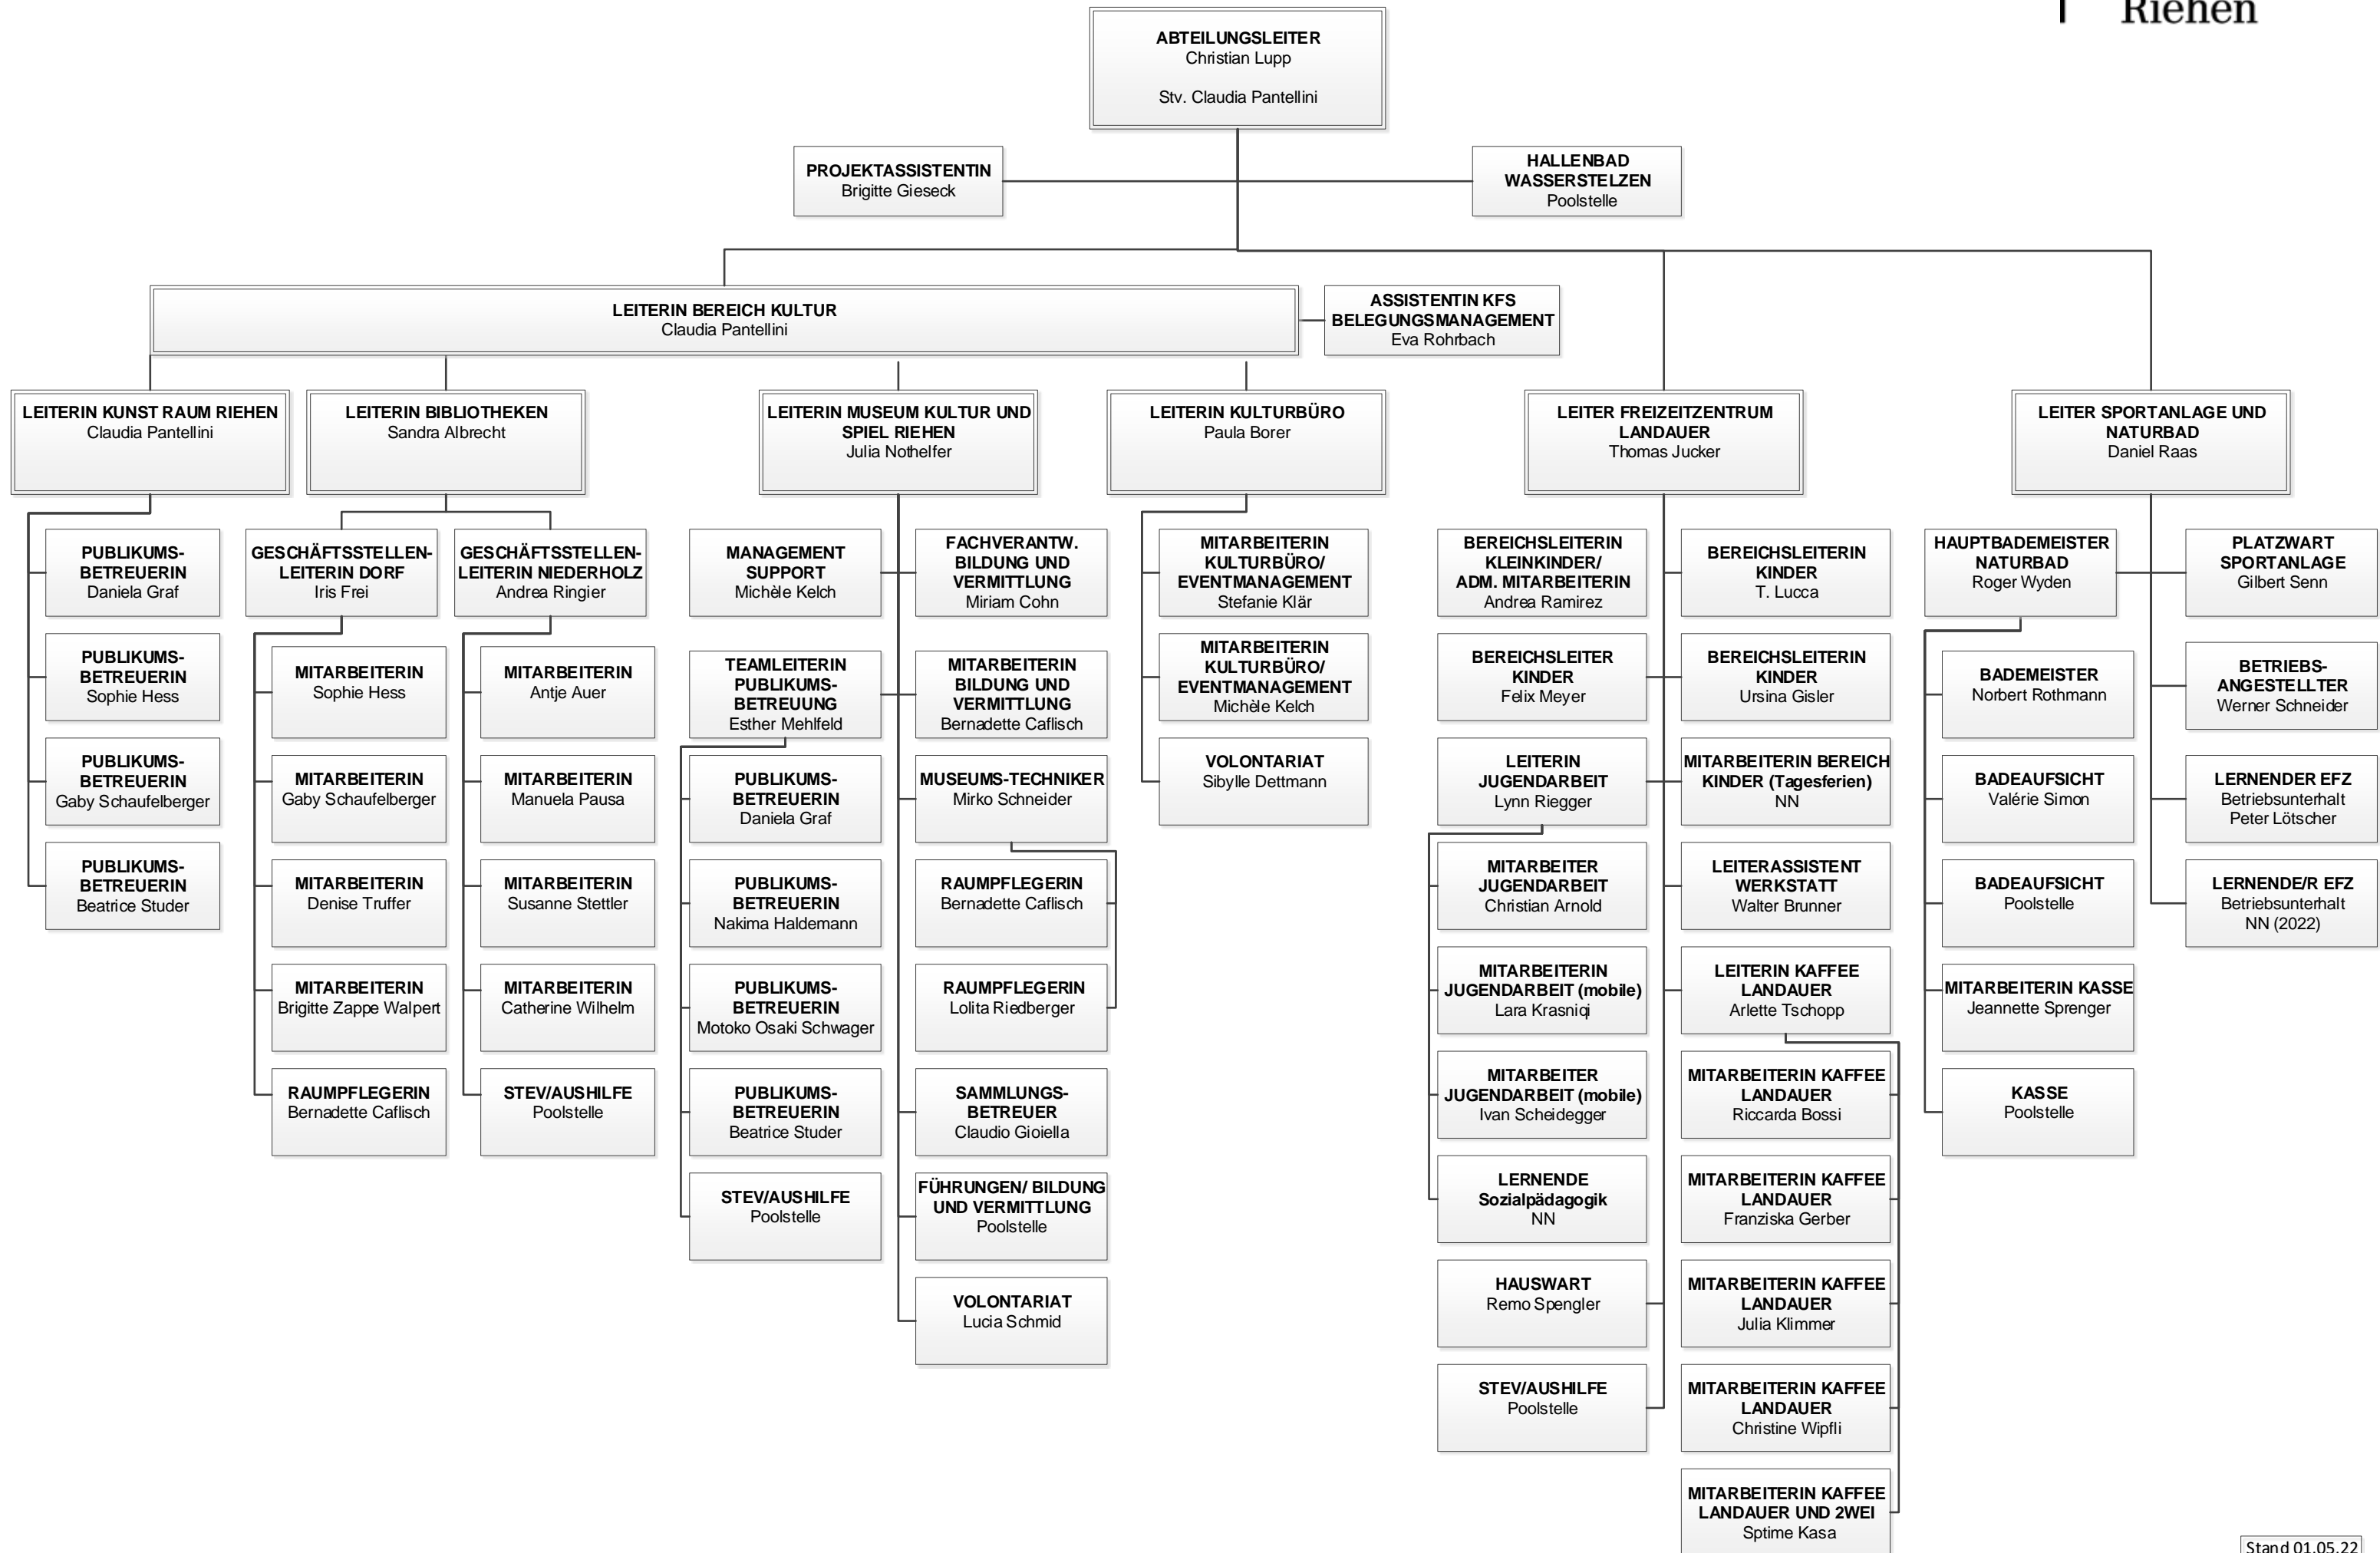 Riehen
ABTEILUNGSLEITER
Christian Lupp
Stv. Claudia Pantellini
PROJEKTASSISTENTIN
Brigitte Gieseck
HALLENBAD
WASSERSTELZEN
Poolstelle
LEITERIN BEREICH KULTUR
Claudia Pantellini
ASSISTENTIN KFS
BELEGUNGSMANAGEMENT
Eva Rohrbach
LEITERIN KUNST RAUM RIEHEN
Claudia Pantellini
LEITERIN BIBLIOTHEKEN
Sandra Albrecht
LEITERIN MUSEUM KULTUR UND
SPIEL RIEHEN
Julia Nothelfer
LEITERIN KULTURBÜRO
Paula Borer
LEITER FREIZEITZENTRUM
LANDAUER
Thomas Jucker
LEITER SPORTANLAGE UND
NATURBAD
Daniel Raas
PUBLIKUMS-
BETREUERIN
Daniela Graf
PUBLIKUMS-
BETREUERIN
Sophie Hess
PUBLIKUMS-
BETREUERIN
Gaby Schaufelberger
PUBLIKUMS-
BETREUERIN
Beatrice Studer
GESCHÄFTSSTELLEN-
LEITERIN DORF
Iris Frei
MITARBEITERIN
Sophie Hess
MITARBEITERIN
Gaby Schaufelberger
MITARBEITERIN
Denise Truffer
MITARBEITERIN
Brigitte Zappe Walpert
RAUMPFLEGERIN
Bernadette Caflisch
GESCHÄFTSSTELLEN-
LEITERIN NIEDERHOLZ
Andrea Ringier
MITARBEITERIN
Antje Auer
MITARBEITERIN
Manuela Pausa
MITARBEITERIN
Susanne Stettler
MITARBEITERIN
Catherine Wilhelm
STEV/AUSHILFE
Poolstelle
MANAGEMENT
SUPPORT
Michèle Kelch
TEAMLEITERIN
PUBLIKUMS-
BETREUUNG
Esther Mehlfeld
PUBLIKUMS-
BETREUERIN
Daniela Graf
PUBLIKUMS-
BETREUERIN
Nakima Haldemann
PUBLIKUMS-
BETREUERIN
Motoko Osaki Schwager
PUBLIKUMS-
BETREUERIN
Beatrice Studer
STEV/AUSHILFE
Poolstelle
FACHVERANTW.
BILDUNG UND
VERMITTLUNG
Miriam Cohn
MITARBEITERIN
BILDUNG UND
VERMITTLUNG
Bernadette Caflisch
MUSEUMS-TECHNIKER
Mirko Schneider
RAUMPFLEGERIN
Bernadette Caflisch
RAUMPFLEGERIN
Lolita Riedberger
SAMMLUNGS-
BETREUER
Claudio Gioiella
FÜHRUNGEN/ BILDUNG
UND VERMITTLUNG
Poolstelle
VOLONTARIAT
Lucia Schmid
MITARBEITERIN
KULTURBÜRO/
EVENTMANAGEMENT
Stefanie Klär
MITARBEITERIN
KULTURBÜRO/
EVENTMANAGEMENT
Michèle Kelch
VOLONTARIAT
Sibylle Dettmann
BEREICHSLEITERIN
KLEINKINDER/
ADM. MITARBEITERIN
Andrea Ramirez
BEREICHSLEITER
KINDER
Felix Meyer
LEITERIN
JUGENDARBEIT
Lynn Riegger
MITARBEITER
JUGENDARBEIT
Christian Arnold
MITARBEITERIN
JUGENDARBEIT (mobile)
Lara Krasniqi
MITARBEITER
JUGENDARBEIT (mobile)
Ivan Scheidegger
LERNENDE
Sozialpädagogik
NN
HAUSWART
Remo Spengler
STEV/AUSHILFE
Poolstelle
BEREICHSLEITERIN
KINDER
T. Lucca
BEREICHSLEITERIN
KINDER
Ursina Gisler
MITARBEITERIN BEREICH
KINDER (Tagesferien)
NN
LEITERASSISTENT
WERKSTATT
Walter Brunner
LEITERIN KAFFEE
LANDAUER
Arlette Tschopp
MITARBEITERIN KAFFEE
LANDAUER
Riccarda Bossi
MITARBEITERIN KAFFEE
LANDAUER
Franziska Gerber
MITARBEITERIN KAFFEE
LANDAUER
Julia Klimmer
MITARBEITERIN KAFFEE
LANDAUER
Christine Wipfli
MITARBEITERIN KAFFEE
LANDAUER UND 2WEI
Sptime Kasa
HAUPTBADEMEISTER
NATURBAD
Roger Wyden
BADEMEISTER
Norbert Rothmann
BADEAUFSICHT
Valérie Simon
BADEAUFSICHT
Poolstelle
MITARBEITERIN KASSE
Jeannette Sprenger
KASSE
Poolstelle
PLATZWART
SPORTANLAGE
Gilbert Senn
BETRIEBS-
ANGESTELLTER
Werner Schneider
LERNENDER EFZ
Betriebsunterhalt
Peter Lötscher
LERNENDE/R EFZ
Betriebsunterhalt
NN (2022)
Stand 01.05.22